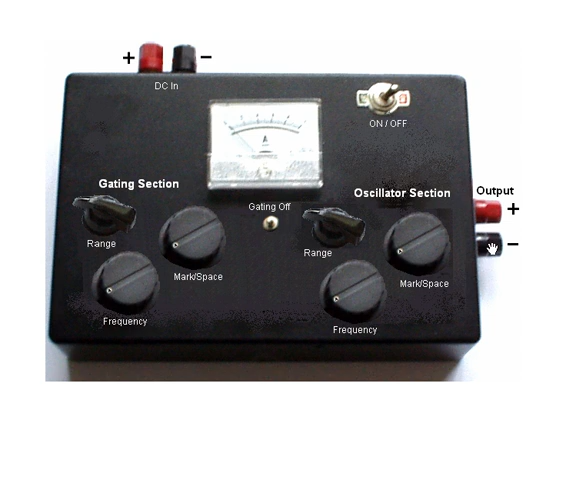 + −
DC In
ON / OFF
A
Gating Section
Oscillator Section
Output
Gating Off
+
Range
Range
−
Mark/Space
Mark/Space
Frequency
Frequency